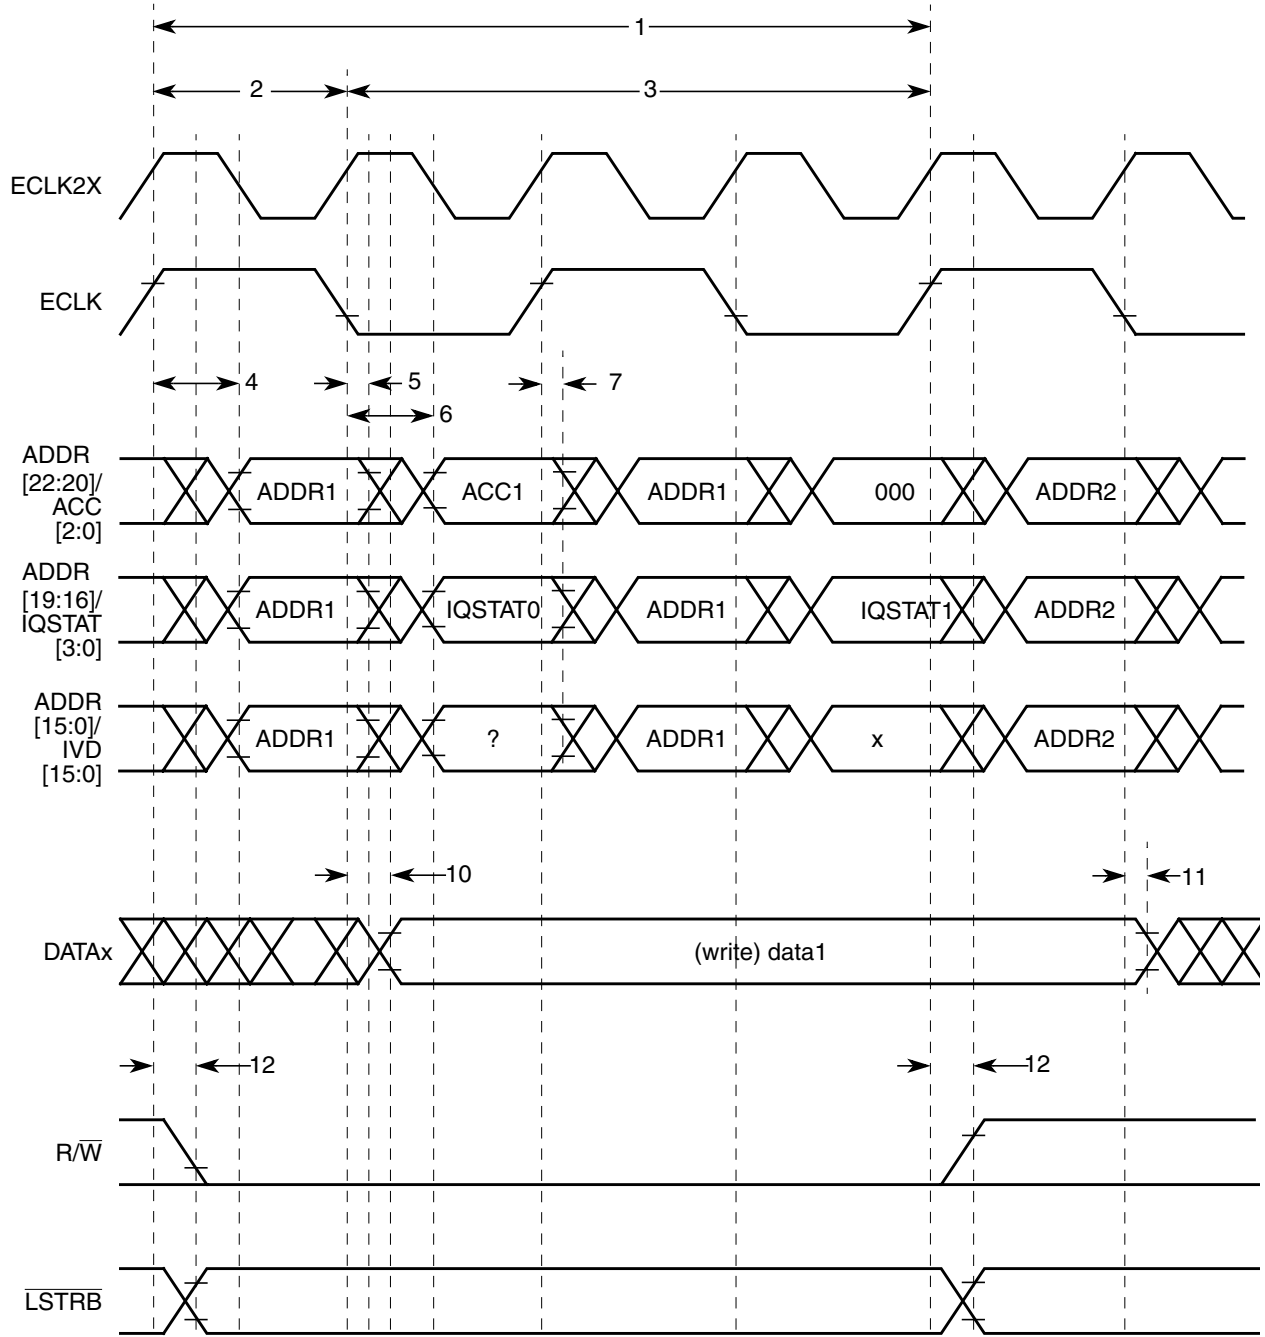 1
2
3
ECLK2X
ECLK
4
5
7
6
ADDR
[22:20]/
ACC
[2:0]
ADDR1
ACC1
ADDR1
000
ADDR2
ADDR
[19:16]/
IQSTAT
[3:0]
ADDR1
IQSTAT0
ADDR1
IQSTAT1
ADDR2
ADDR
[15:0]/
IVD
[15:0]
ADDR1
?
ADDR1
x
ADDR2
10
11
DATAx
(write) data1
12
12
R/W̅
L̅S̅T̅R̅B̅